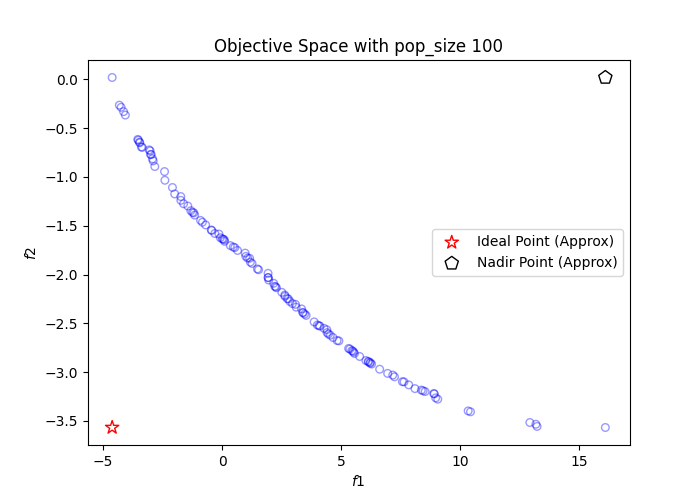 Objective Space with pop_size 100
f2
0.0
−0.5
−1.0
−1.5
−2.0
−2.5
−3.0
−3.5
Ideal Point (Approx)
Nadir Point (Approx)
−5 0 5 10 15
f1